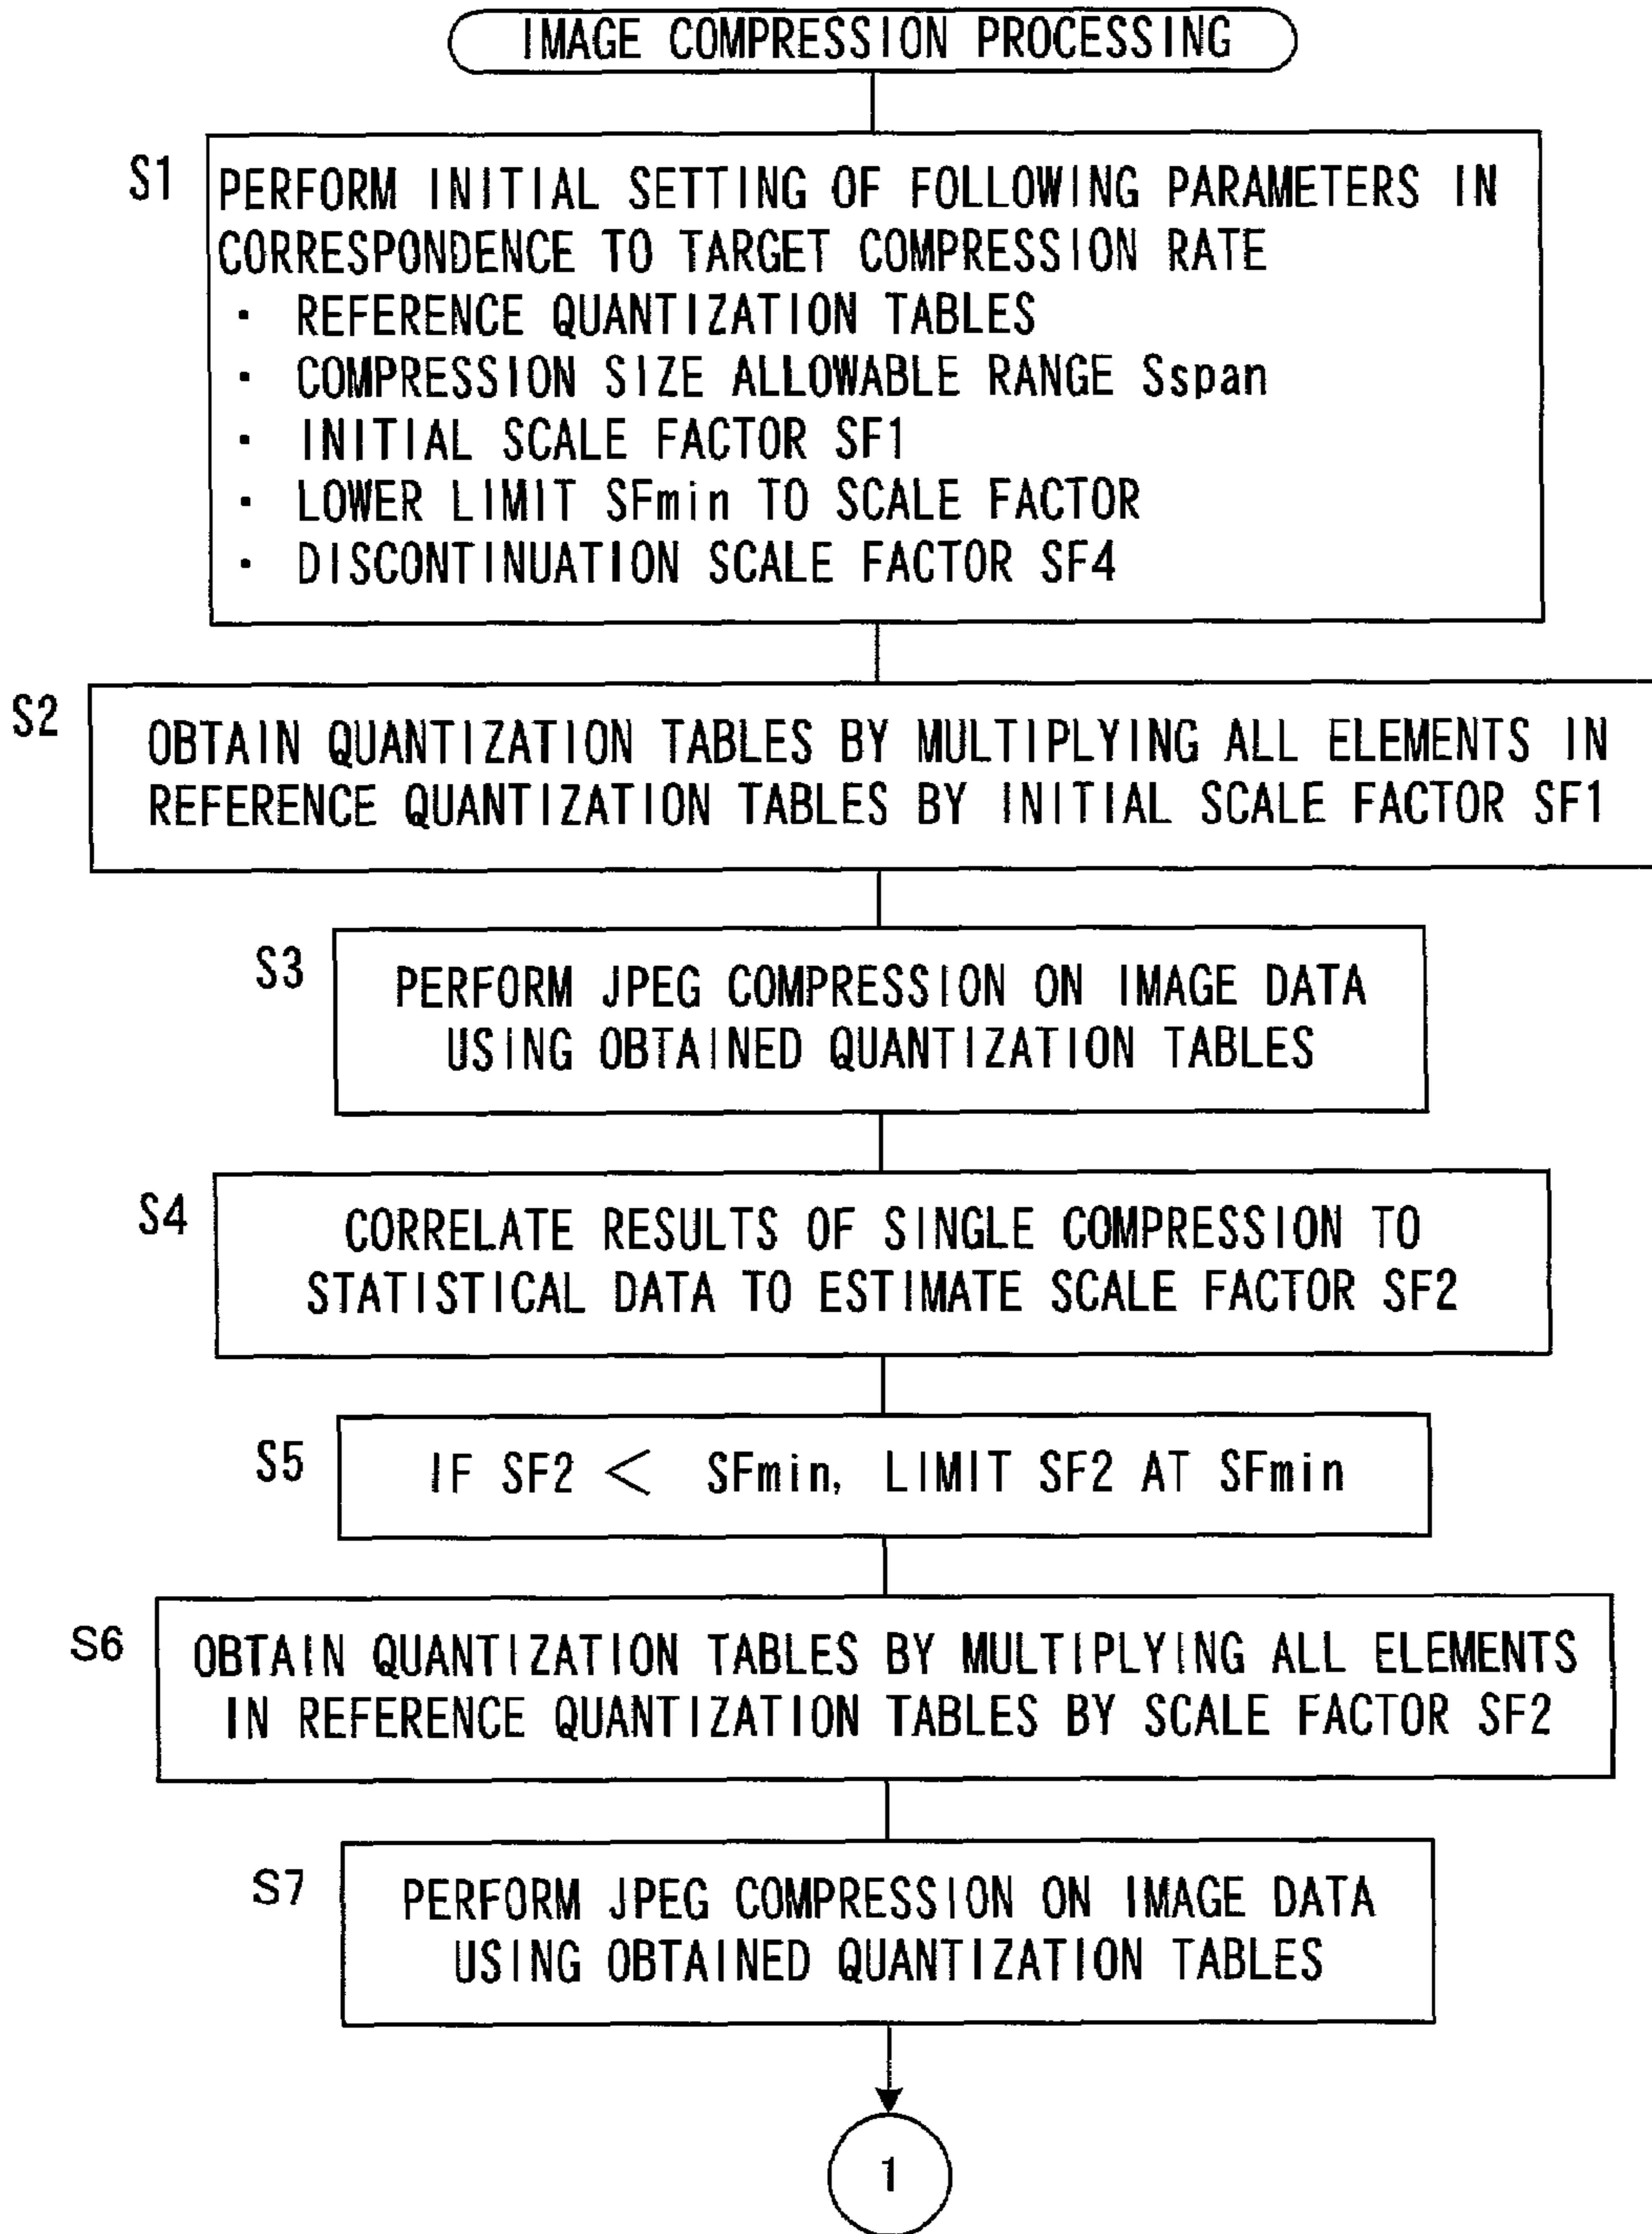 IMAGE COMPRESSION PROCESSING
S1
PERFORM INITIAL SETTING OF FOLLOWING PARAMETERS IN
CORRESPONDENCE TO TARGET COMPRESSION RATE
· REFERENCE QUANTIZATION TABLES
· COMPRESSION SIZE ALLOWABLE RANGE Sspan
· INITIAL SCALE FACTOR SF1
· LOWER LIMIT SFmin TO SCALE FACTOR
· DISCONTINUATION SCALE FACTOR SF4
S2
OBTAIN QUANTIZATION TABLES BY MULTIPLYING ALL ELEMENTS IN
REFERENCE QUANTIZATION TABLES BY INITIAL SCALE FACTOR SF1
S3
PERFORM JPEG COMPRESSION ON IMAGE DATA
USING OBTAINED QUANTIZATION TABLES
S4
CORRELATE RESULTS OF SINGLE COMPRESSION TO
STATISTICAL DATA TO ESTIMATE SCALE FACTOR SF2
S5
IF SF2 < SFmin, LIMIT SF2 AT SFmin
S6
OBTAIN QUANTIZATION TABLES BY MULTIPLYING ALL ELEMENTS
IN REFERENCE QUANTIZATION TABLES BY SCALE FACTOR SF2
S7
PERFORM JPEG COMPRESSION ON IMAGE DATA
USING OBTAINED QUANTIZATION TABLES
1